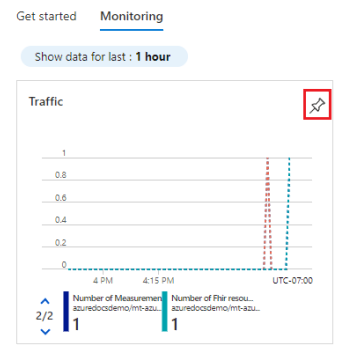 Get started Monitoring
Show data for last : 1 hour
Traffic
1
0.8
0.6
0.4
0.2
0
4 PM 4:15 PM UTC-07:00
Number of Measuremen Number of Fhir resou...
azuredocsdemo/mt-azu... azuredocsdemo/mt-azu...
2/2 1 1